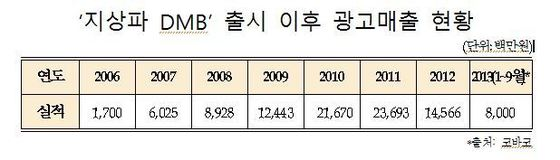 '지상파 DMB' 출시 이후 광고매출 현황
(단위; 백만원)
연도 2006 2007 2008 2009 2010 2011 2012 2013(1-9월)*
실적 1,700 6,025 8,928 12,443 21,670 23,693 14,566 8,000
*출처: 코바코